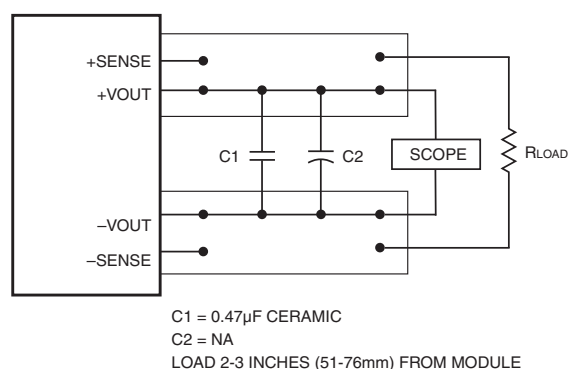 +SENSE
+VOUT
C1
C2
SCOPE
RLOAD
–VOUT
–SENSE
C1 = 0.47µF CERAMIC
C2 = NA
LOAD 2-3 INCHES (51-76mm) FROM MODULE